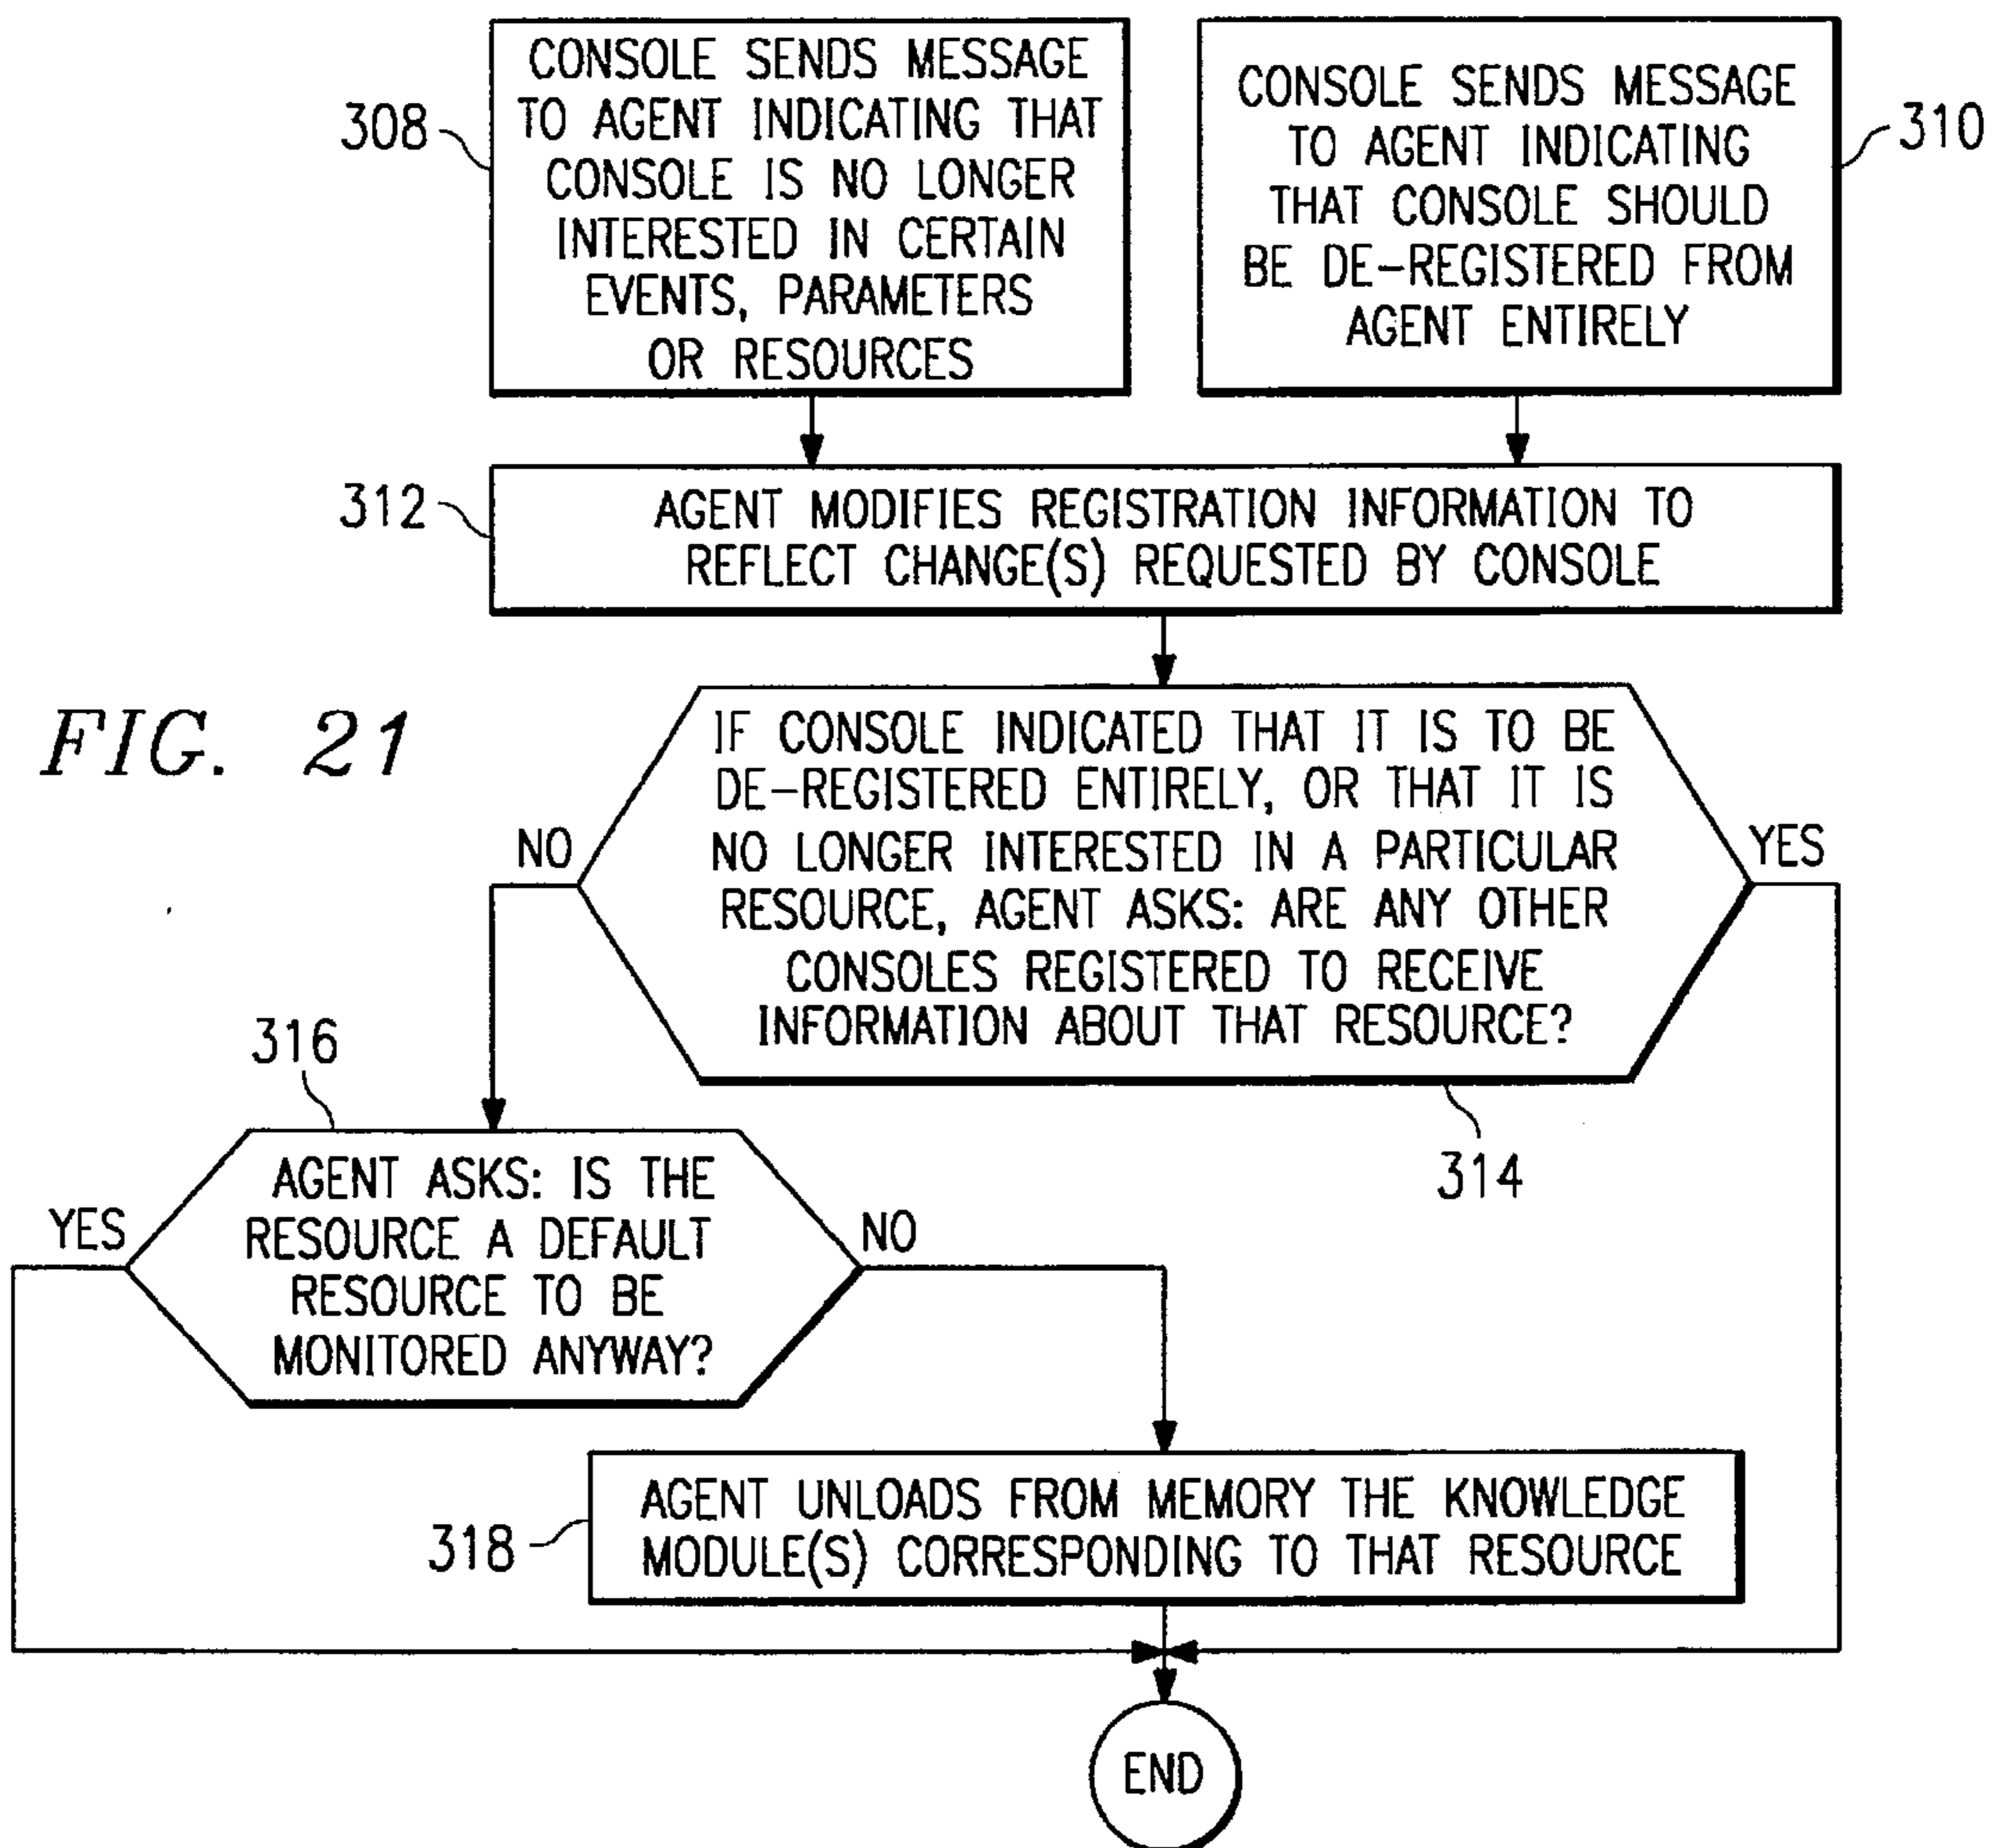 CONSOLE SENDS MESSAGE
TO AGENT INDICATING THAT
CONSOLE IS NO LONGER
INTERESTED IN CERTAIN
EVENTS, PARAMETERS
OR RESOURCES
308
CONSOLE SENDS MESSAGE
TO AGENT INDICATING
THAT CONSOLE SHOULD
BE DE-REGISTERED FROM
AGENT ENTIRELY
310
312
AGENT MODIFIES REGISTRATION INFORMATION TO
REFLECT CHANGE(S) REQUESTED BY CONSOLE
FIG. 21
IF CONSOLE INDICATED THAT IT IS TO BE
DE-REGISTERED ENTIRELY, OR THAT IT IS
NO LONGER INTERESTED IN A PARTICULAR
RESOURCE, AGENT ASKS: ARE ANY OTHER
CONSOLES REGISTERED TO RECEIVE
INFORMATION ABOUT THAT RESOURCE?
NO
YES
314
316
AGENT ASKS: IS THE
RESOURCE A DEFAULT
RESOURCE TO BE
MONITORED ANYWAY?
YES
NO
318
AGENT UNLOADS FROM MEMORY THE KNOWLEDGE
MODULE(S) CORRESPONDING TO THAT RESOURCE
END